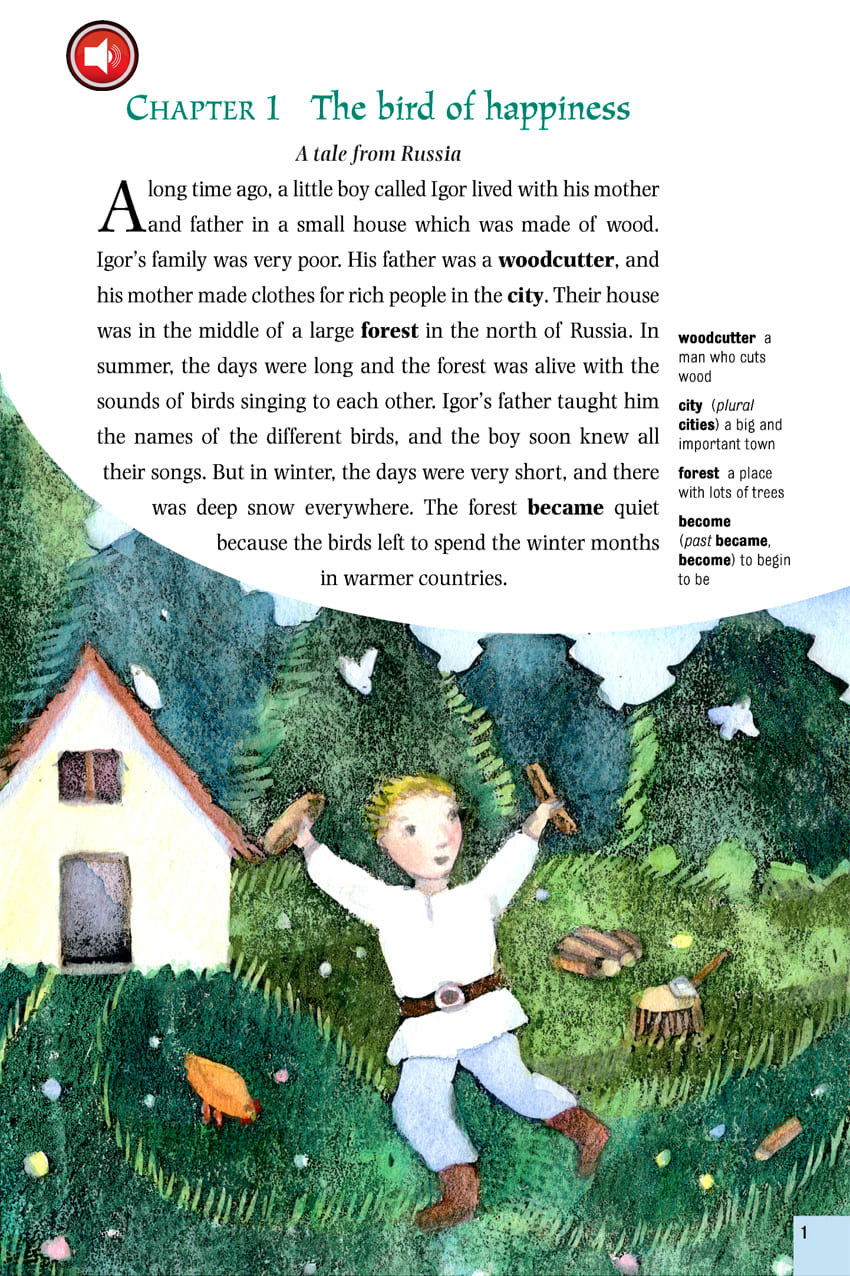 CHAPTER 1 The bird of happiness
A tale from Russia
A long time ago, a little boy called Igor lived with his mother
and father in a small house which was made of wood.
Igor's family was very poor. His father was a woodcutter, and
his mother made clothes for rich people in the city. Their house
was in the middle of a large forest in the north of Russia. In
summer, the days were long and the forest was alive with the
sounds of birds singing to each other. Igor's father taught him
the names of the different birds, and the boy soon knew all
their songs. But in winter, the days were very short, and there
was deep snow everywhere. The forest became quiet
because the birds left to spend the winter months
in warmer countries.
woodcutter a
man who cuts
wood
city (plural
cities) a big and
important town
forest a place
with lots of trees
become
(past became,
become) to begin
to be
1